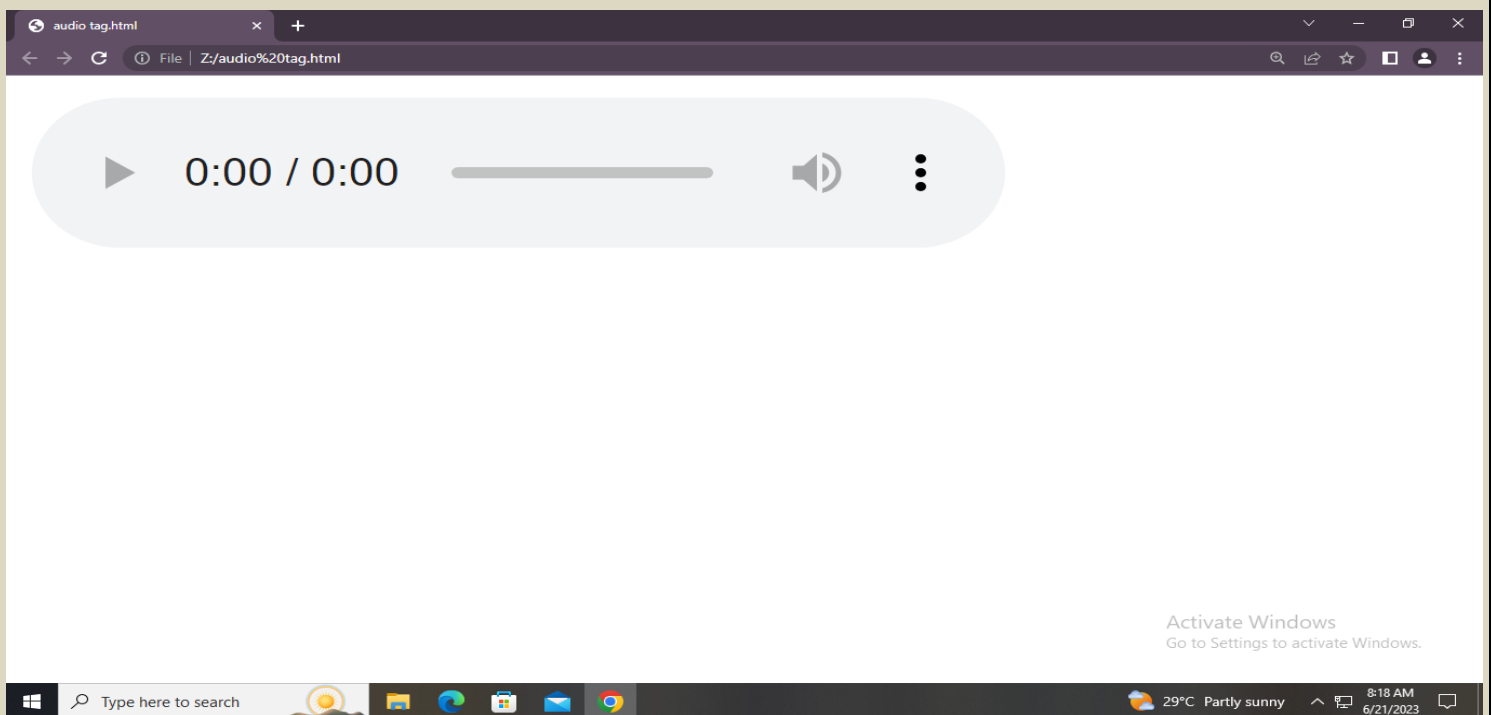 audio tag.html
File Z:/audio%20tag.html
0:00 / 0:00
Activate Windows
Go to Settings to activate Windows.
Type here to search
29°C Partly sunny
8:18 AM
6/21/2023